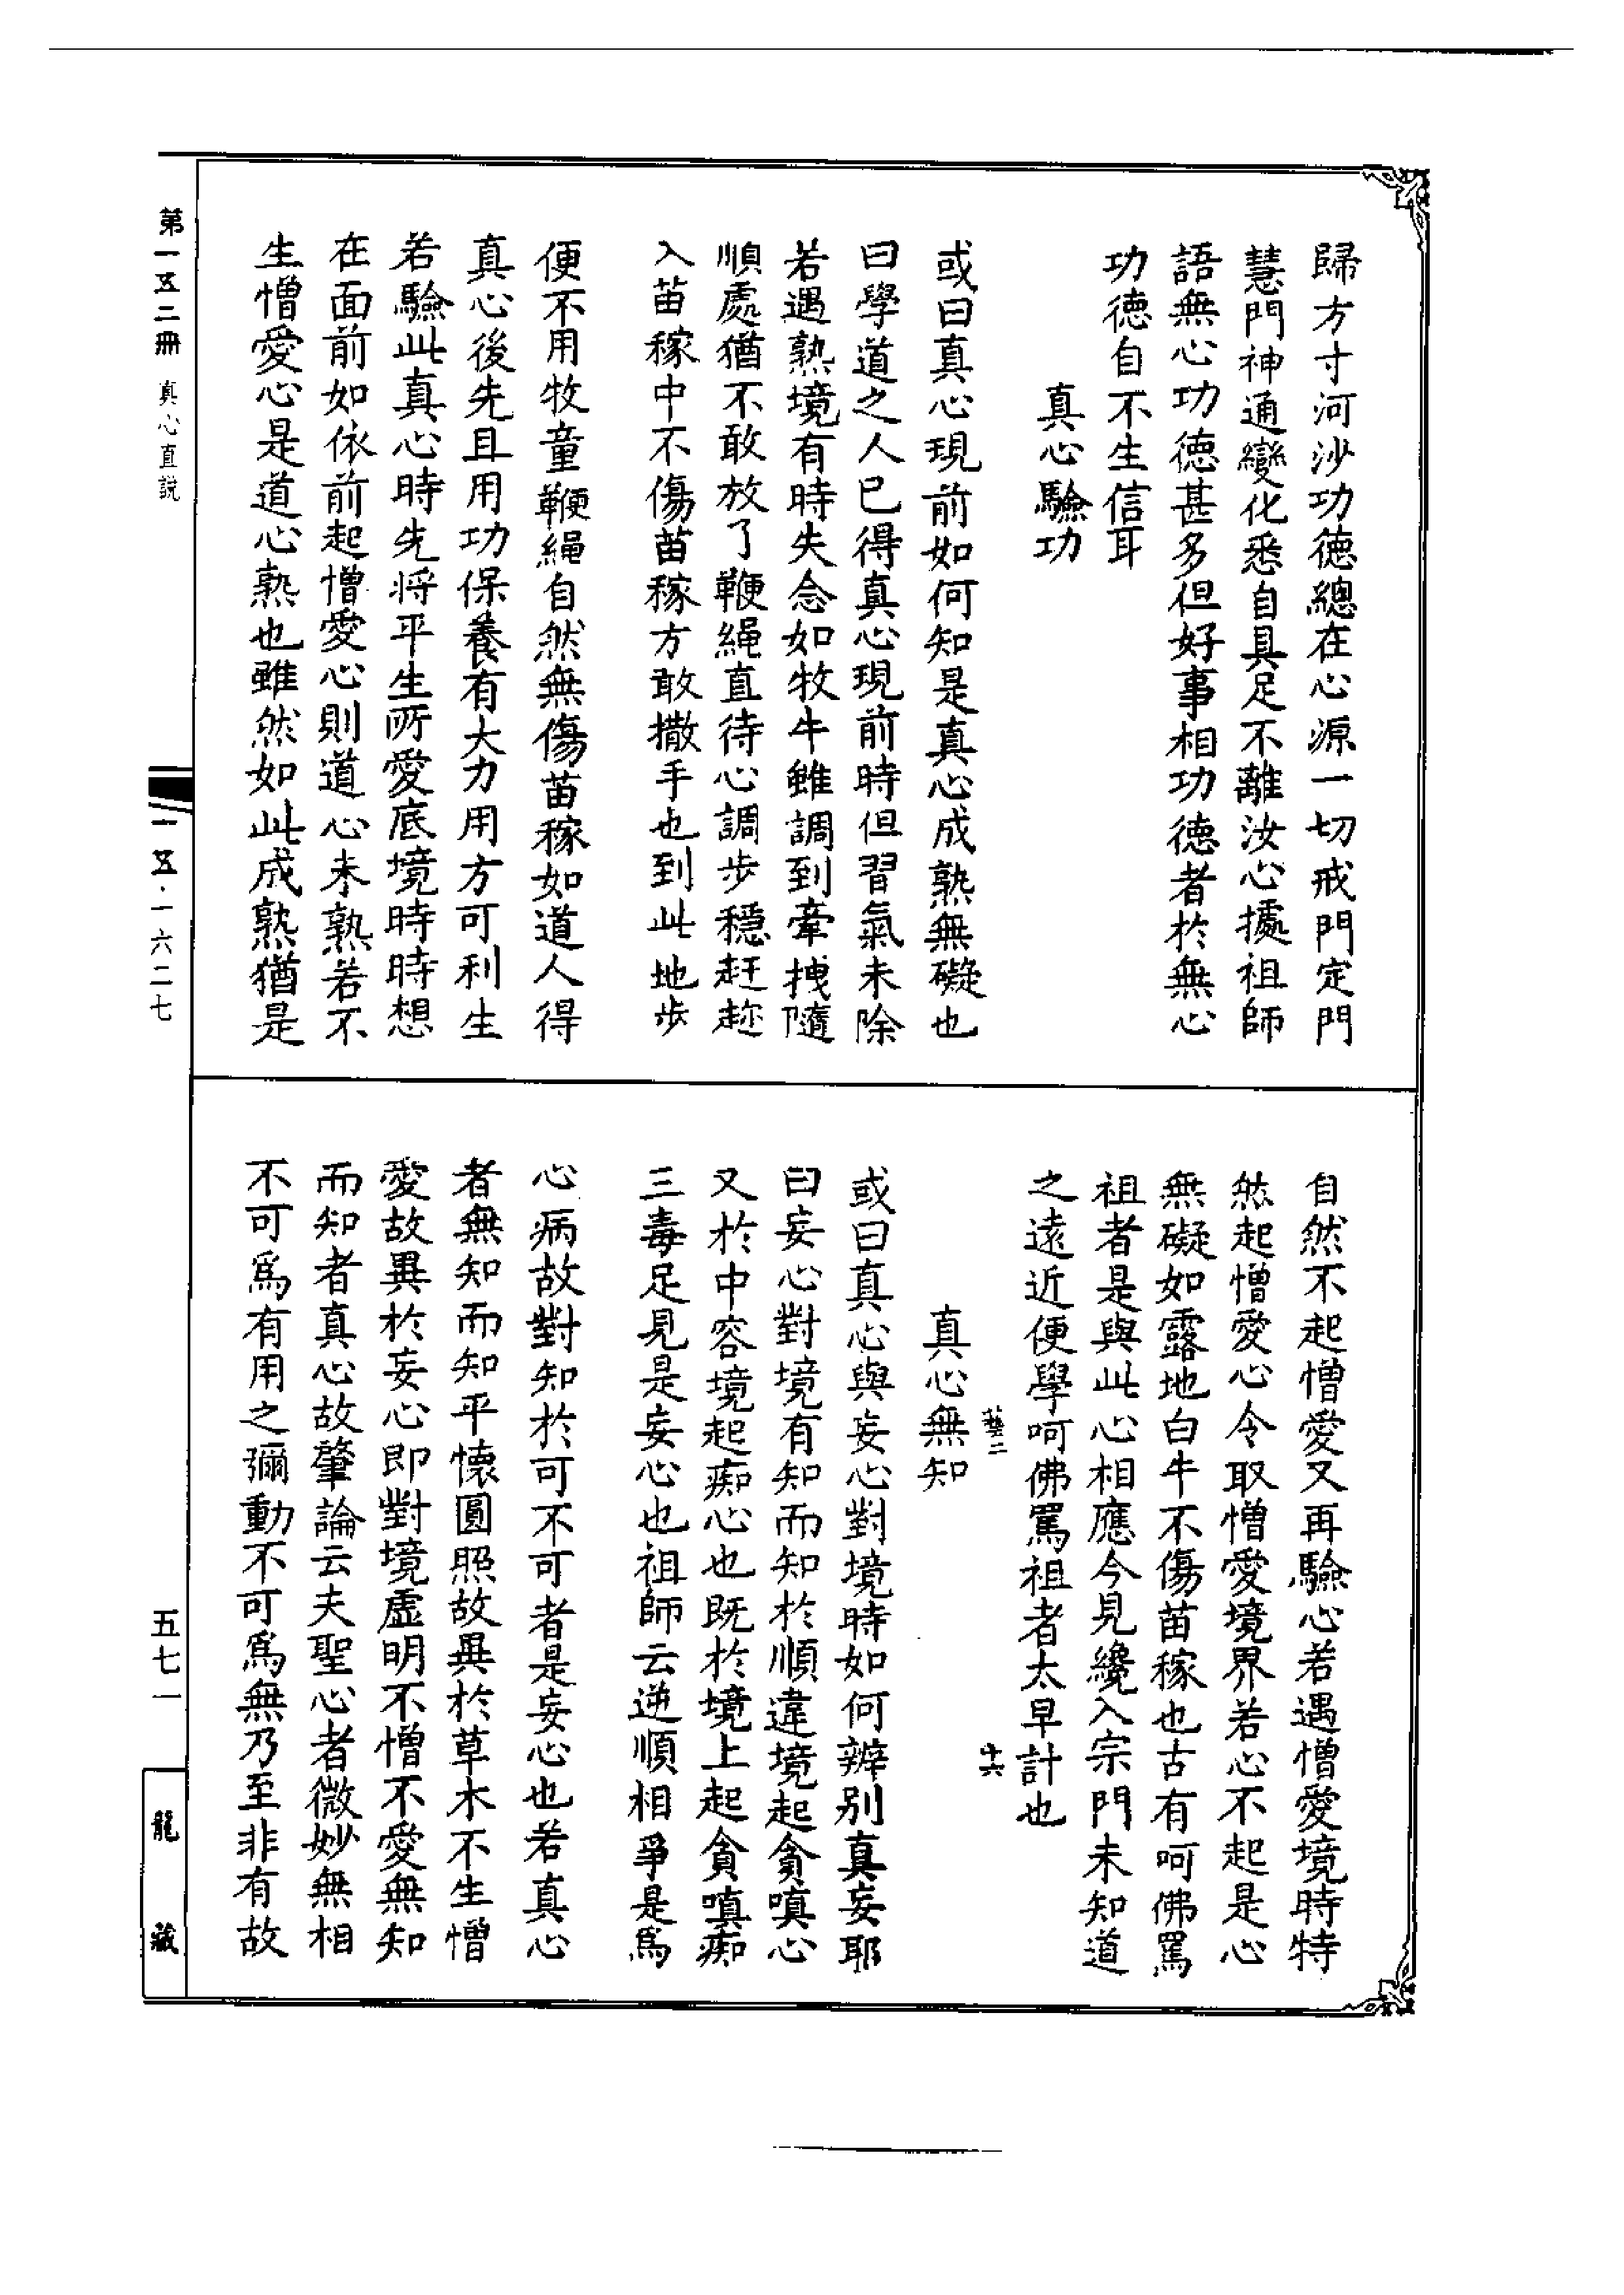 歸方寸河沙功德總在心源一切戒門定門
慧門神通變化悉自具足不離汝心據祖師
語無心功德甚多但好事相功德者於無心
功德自不生信耳
真心驗功
或曰真心現前如何知是真心成熟無礙也
曰學道之人已得真心現前時但習氣未除
若遇熟境有時失念如牧牛雖調到牽拽隨
順處猶不敢放了鞭繩直待心調步穩趕趂
入苗稼中不傷苗稼方敢撒手也到此地步
便不用牧童鞭繩自然無傷苗稼如道人得
真心後先且用功保養有大力用方可利生
若驗此真心時先將平生所愛底境時時想
在面前如依前起憎愛心則道心未熟若不
生憎愛心是道心熟也雖然如此成熟猶是
自然不起憎愛又再驗心若遇憎愛境時特
然起憎愛心令取憎愛境界若心不起是心
無礙如露地白牛不傷苗稼也古有呵佛罵
祖者是與此心相應今見纔入宗門未知道
之遠近便學呵佛罵祖者太早計也
藝二
十六
真心無知
或曰真心與妄心對境時如何辨別真妄耶
曰妄心對境有知而知於順違境起貪嗔心
又於中容境起痴心也既於境上起貪嗔痴
三毒足見是妄心也祖師云逆順相爭是爲
心病故對知於可不可者是妄心也若真心
者無知而知平懷圓照故異於草木不生憎
愛故異於妄心即對境虛明不憎不愛無知
而知者真心故肇論云夫聖心者微妙無相
不可爲有用之彌動不可爲無乃至非有故
第一五二冊 真心直說
一五·一六二七
五七一
龍藏